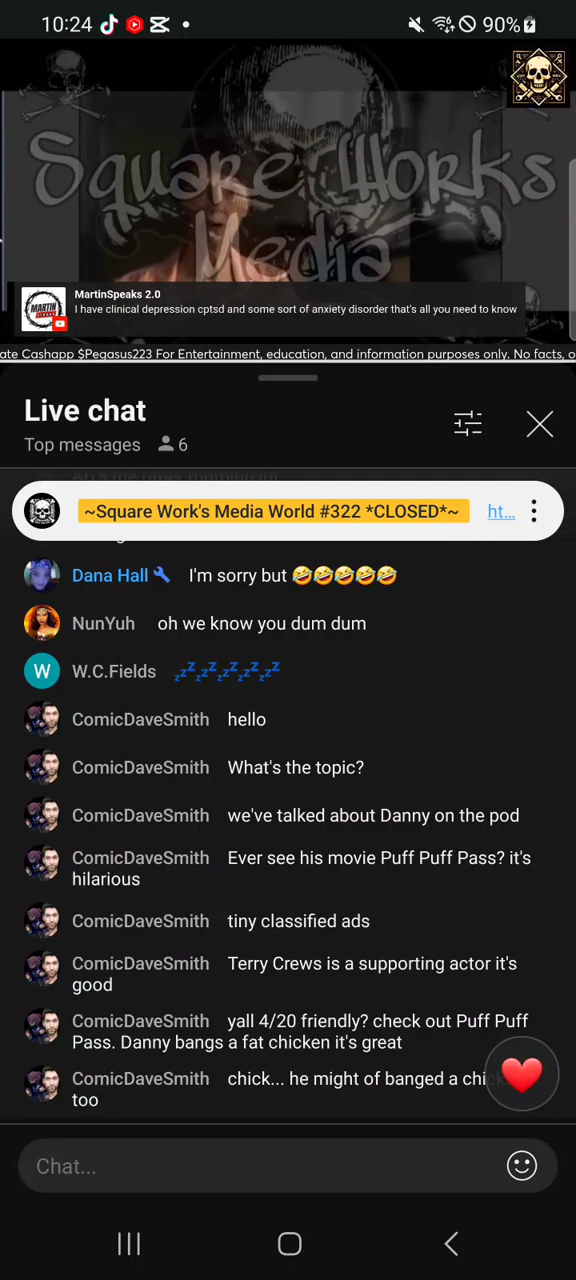 10:24
90%
Square Works
Media
MARTIN
MartinSpeaks 2.0
I have clinical depression cptsd and some sort of anxiety disorder that's all you need to know
ate Cashapp $Pegasus223 For Entertainment, education, and information purposes only. No facts, o
Live chat
Top messages 6
~Square Work's Media World #322 *CLOSED*~ ht...
Dana Hall I'm sorry but 🤣🤣🤣🤣🤣
NunYuh oh we know you dum dum
W W.C.Fields zzZzzZzzZzzZzzZ
ComicDaveSmith hello
ComicDaveSmith What's the topic?
ComicDaveSmith we've talked about Danny on the pod
ComicDaveSmith Ever see his movie Puff Puff Pass? it's
hilarious
ComicDaveSmith tiny classified ads
ComicDaveSmith Terry Crews is a supporting actor it's
good
ComicDaveSmith yall 4/20 friendly? check out Puff Puff
Pass. Danny bangs a fat chicken it's great
ComicDaveSmith chick... he might of banged a chi
too
Chat...